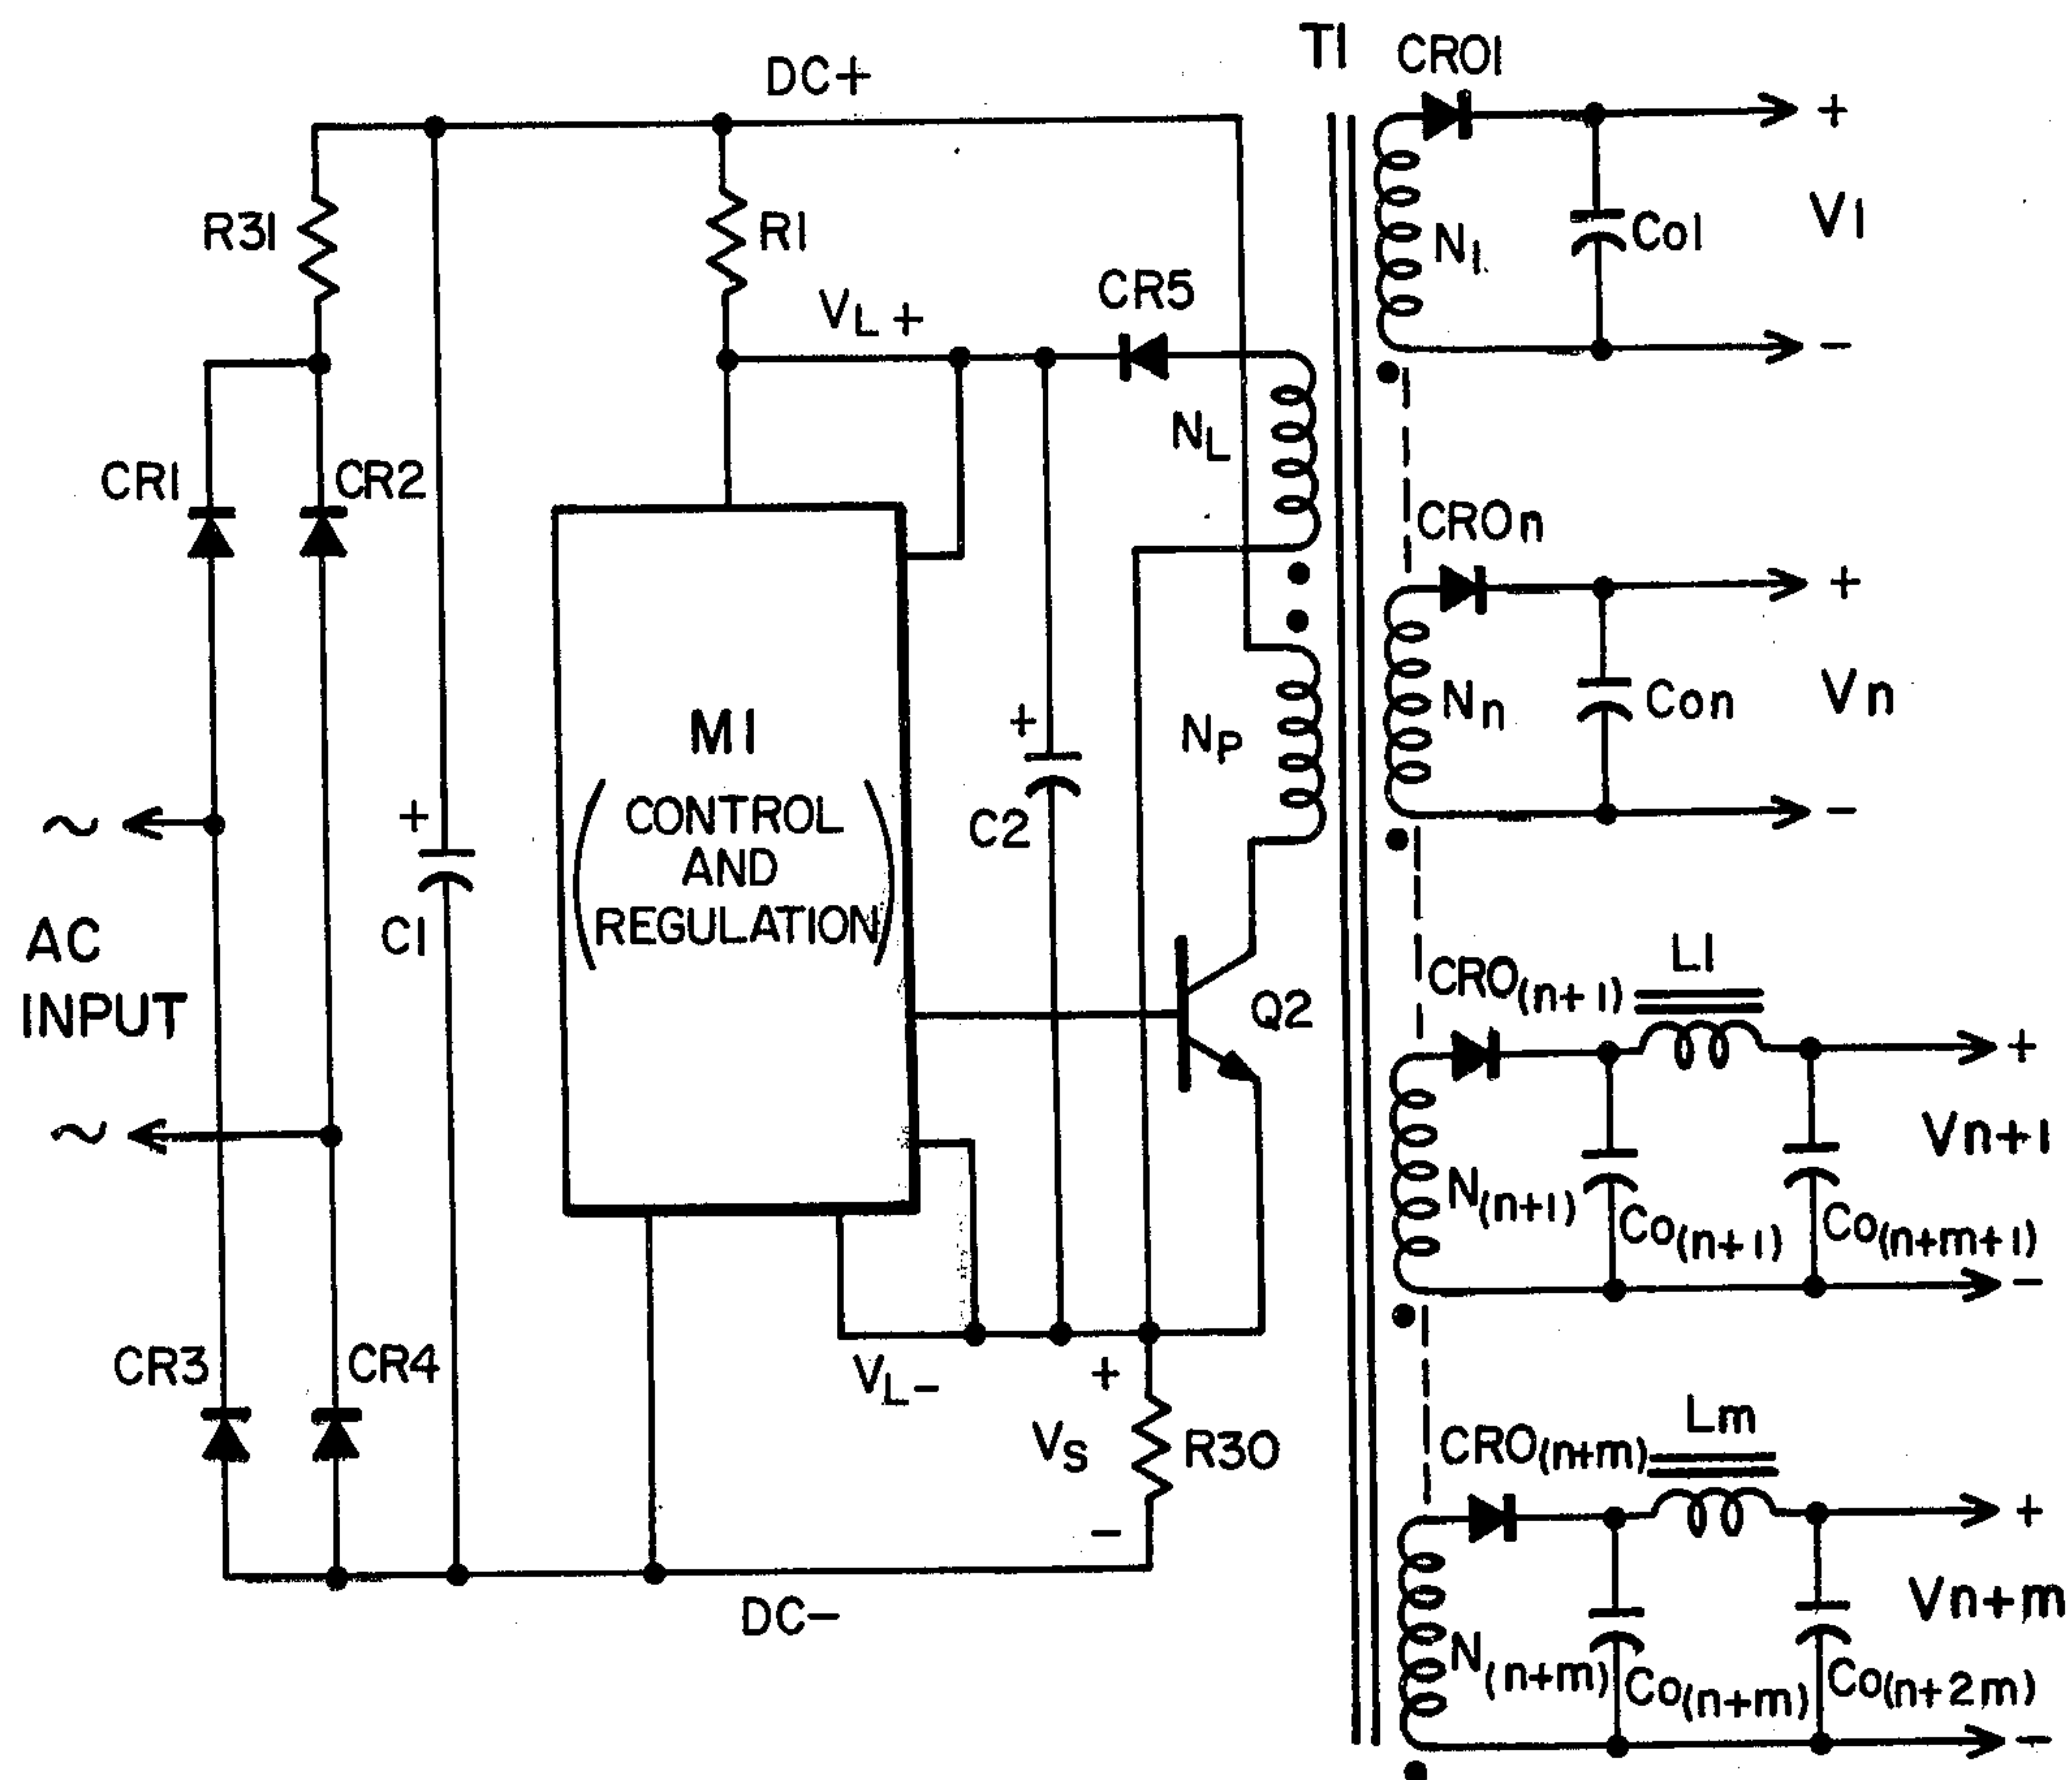 T1
CRO1
DC+
+
R31
R1
N1
Co1
V1
VL+
CR5
-
NL
CR1
CR2
CROn
+
M1
(CONTROL
AND
REGULATION)
+
NP
Nn
Con
Vn
+
C2
-
~
C1
AC
INPUT
CRO(n+1)
L1
Q2
+
~
Vn+1
N(n+1)
Co(n+1)
Co(n+m+1)
-
CR3
CR4
VL-
+
VS
R30
-
CRO(n+m)
Lm
+
DC-
Vn+m
N(n+m)
Co(n+m)
Co(n+2m)
-